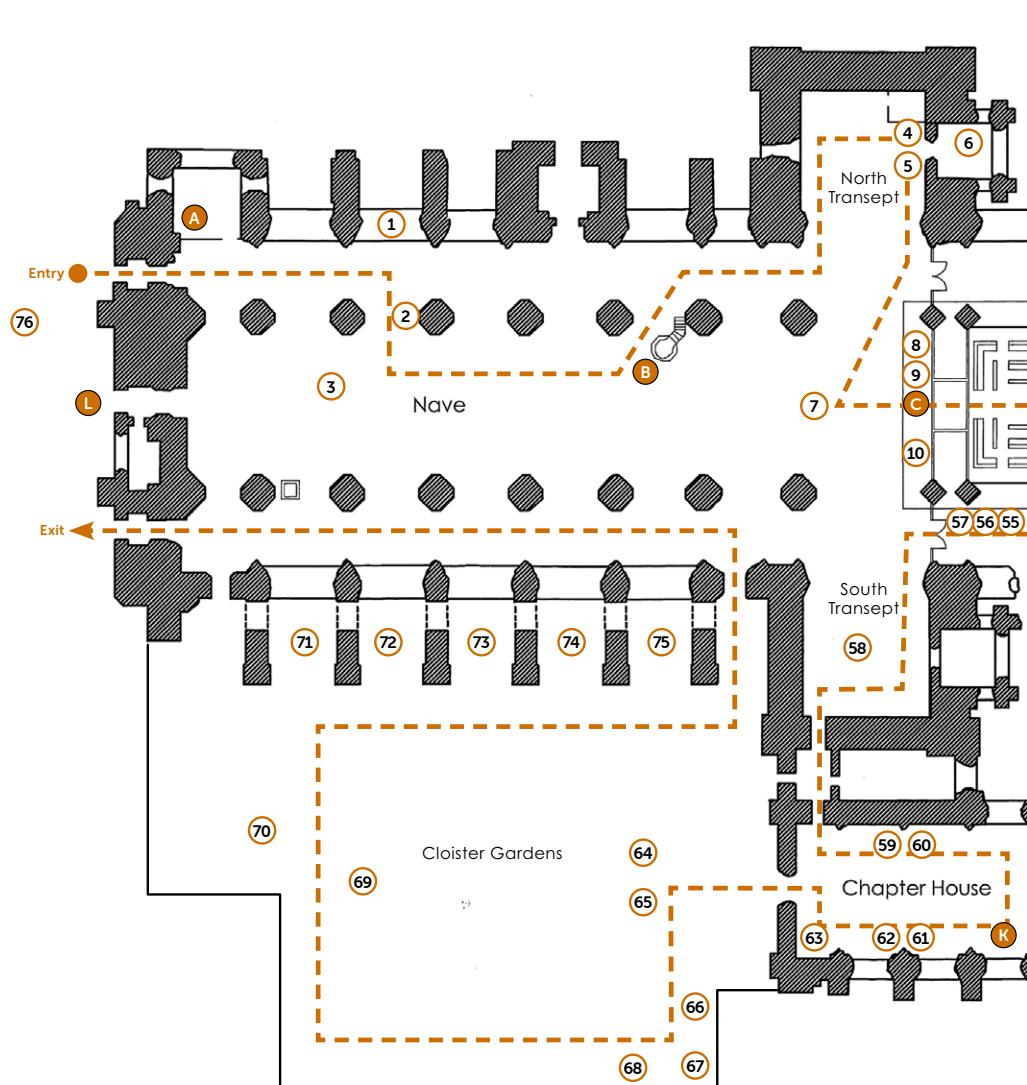 4
6
5
North
Transept
A
1
Entry
2
76
8
B
9
3
L
Nave
7
C
10
Exit
57 56 55
South
Transept
71 72 73 74 75
58
70
59 60
64
Cloister Gardens
69
Chapter House
65
63 62 61 K
66
68 67